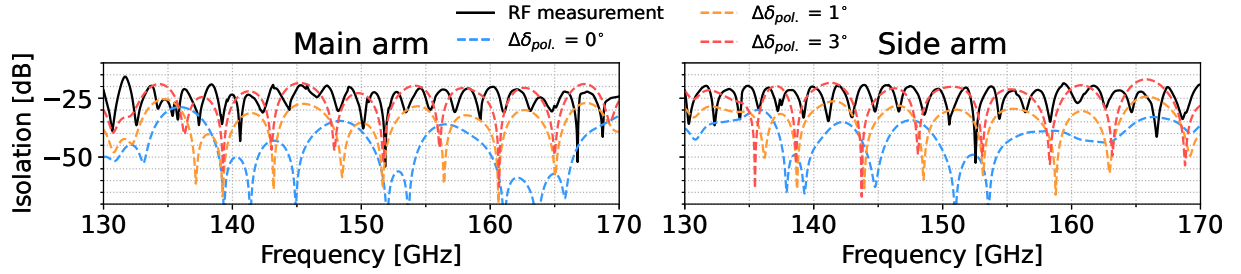 RF measurement
Δδpol. = 0°
Δδpol. = 1°
Δδpol. = 3°
Main arm
Side arm
Isolation [dB]
−25
−50
130 140 150 160 170
Frequency [GHz]
130 140 150 160 170
Frequency [GHz]